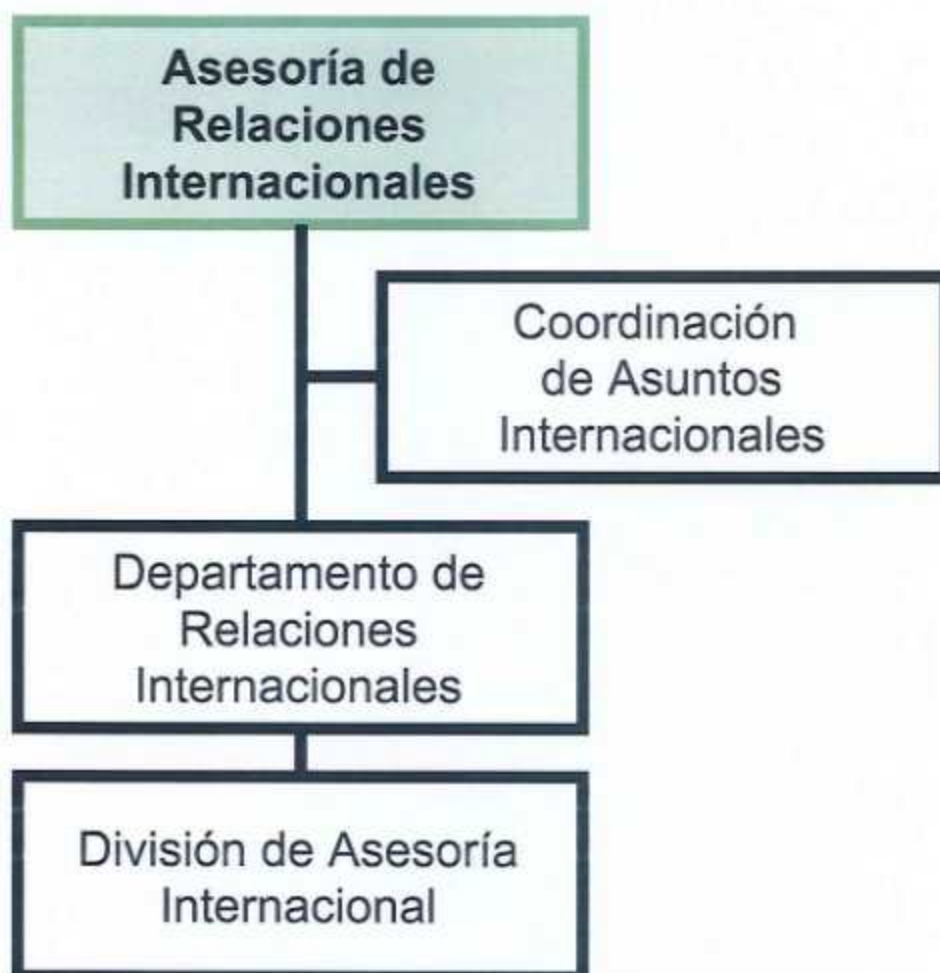 Asesoría de
Relaciones
Internacionales
Coordinación
de Asuntos
Internacionales
Departamento de
Relaciones
Internacionales
División de Asesoría
Internacional